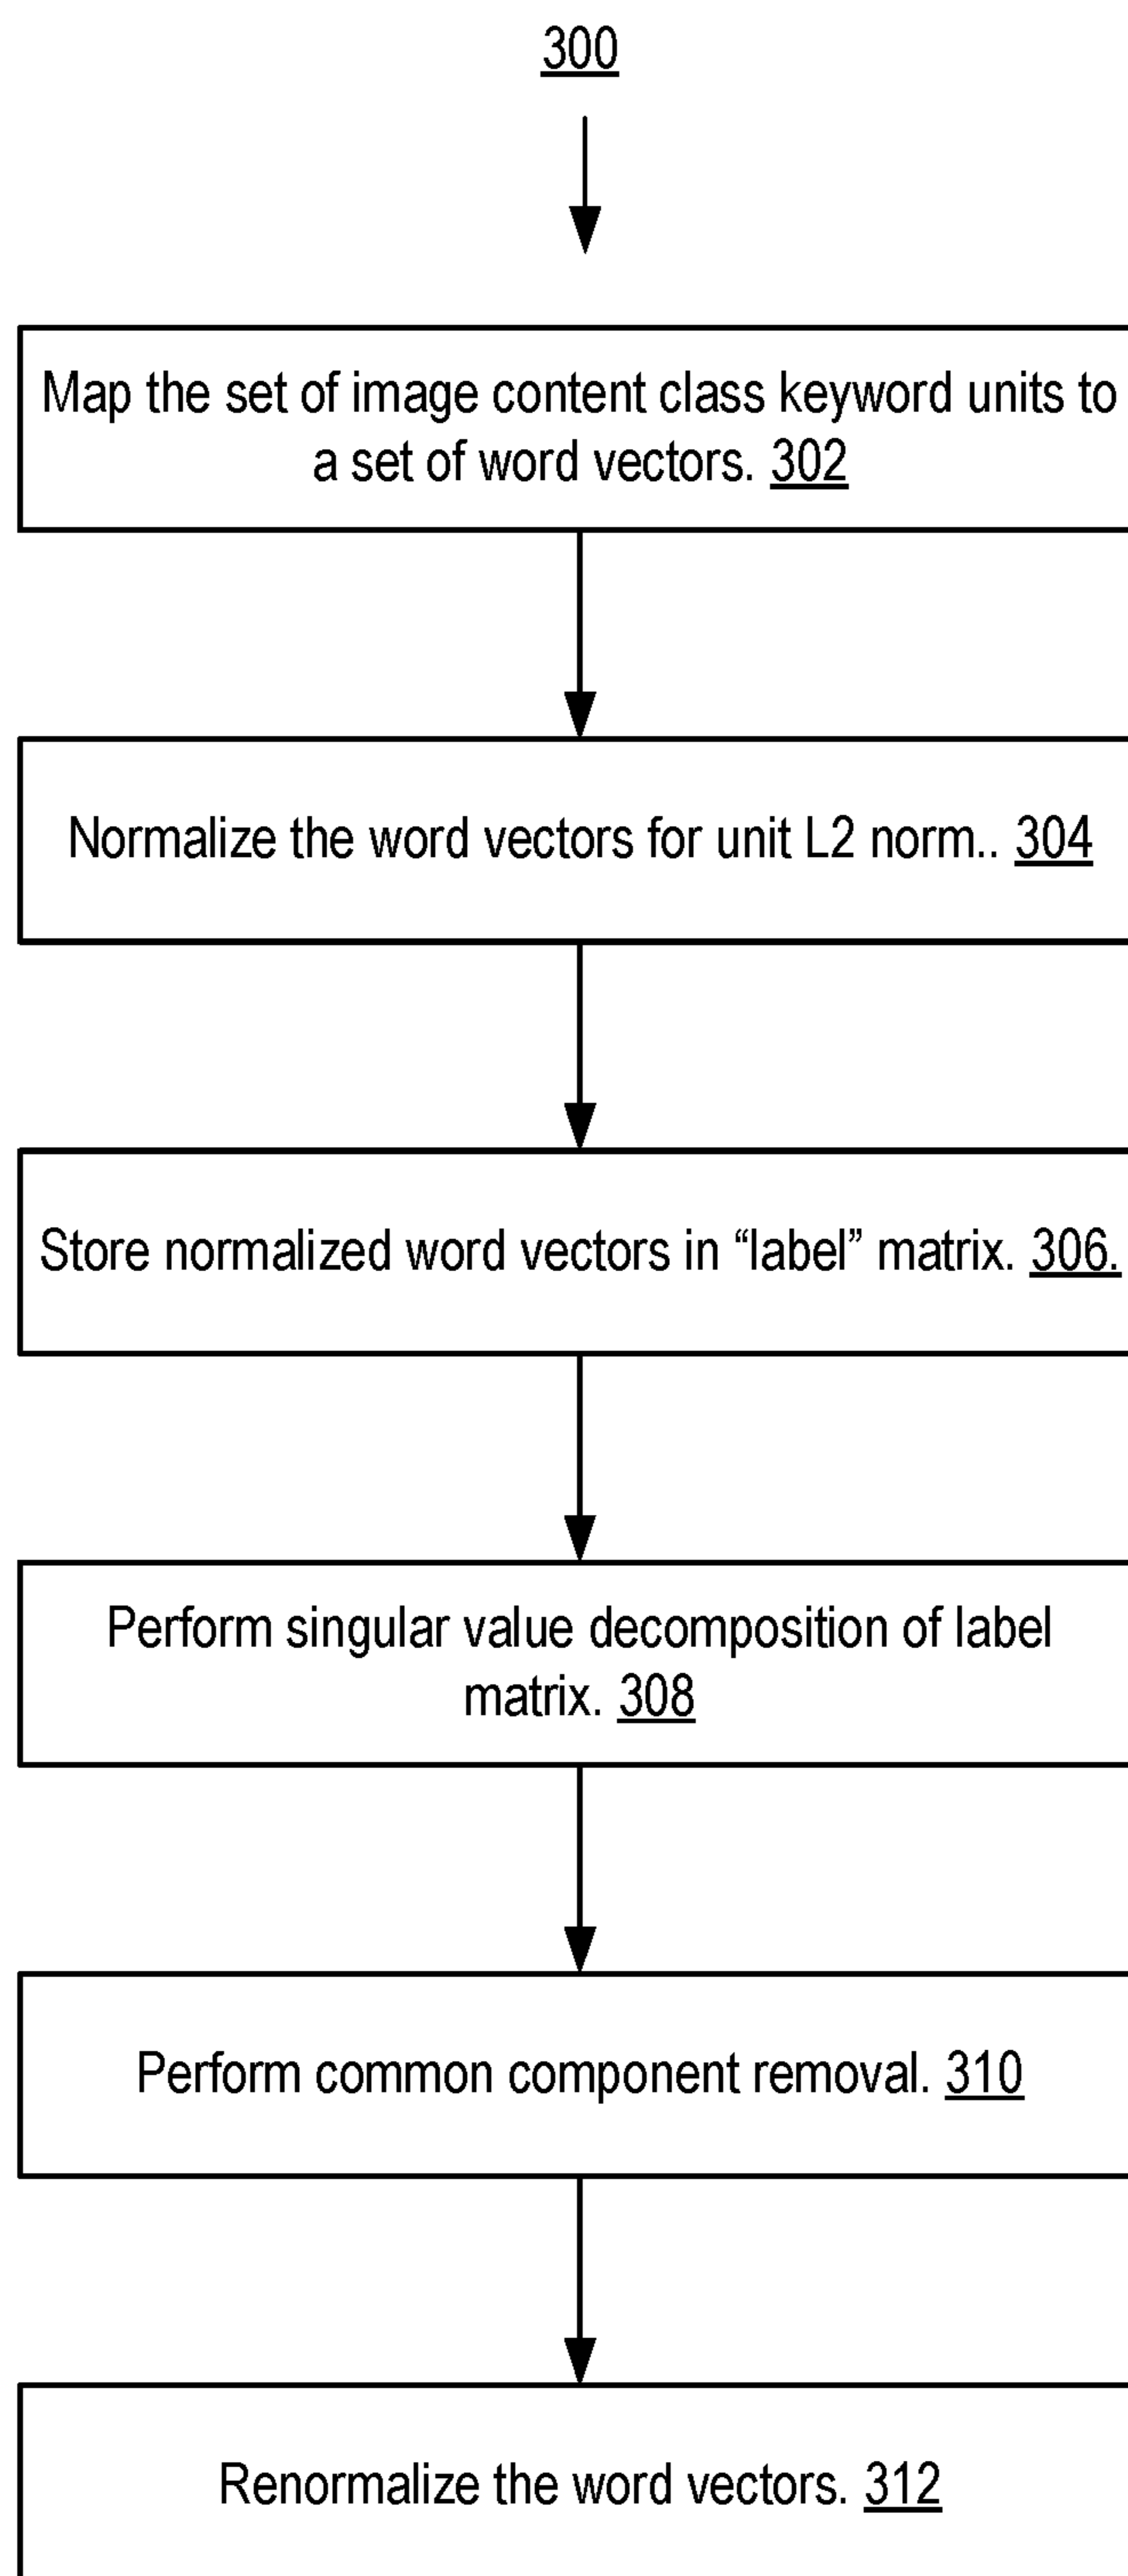 300
Map the set of image content class keyword units to
a set of word vectors. 302
Normalize the word vectors for unit L2 norm.. 304
Store normalized word vectors in “label” matrix. 306.
Perform singular value decomposition of label
matrix. 308
Perform common component removal. 310
Renormalize the word vectors. 312